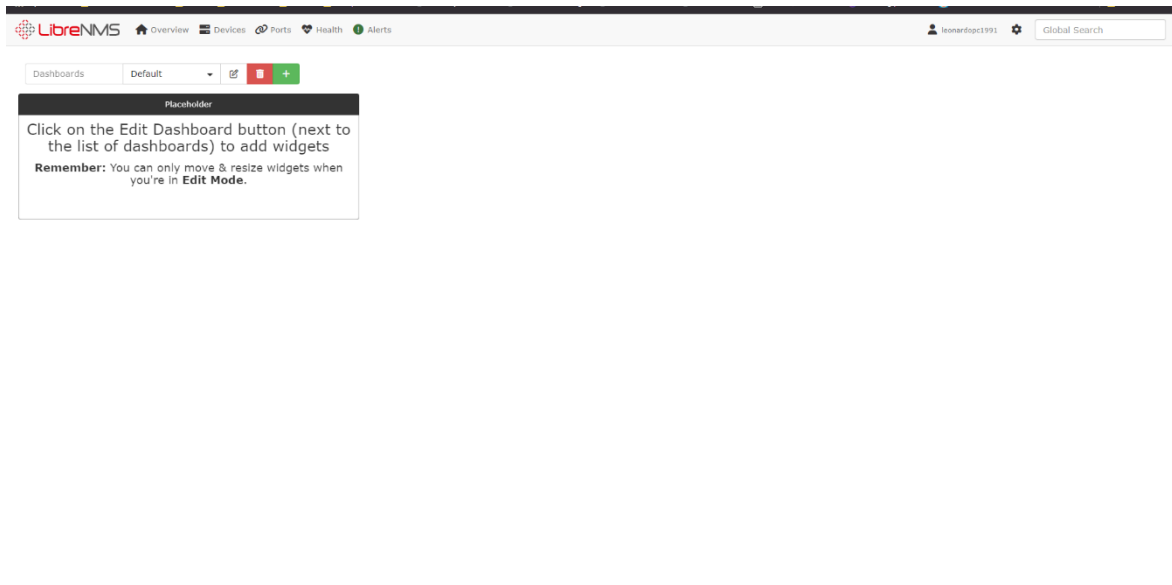 LibreNMS Overview Devices Ports Health Alerts leonardopc1991 Global Search
Dashboards Default
Placeholder
Click on the Edit Dashboard button (next to
the list of dashboards) to add widgets
Remember: You can only move & resize widgets when
you're in Edit Mode.